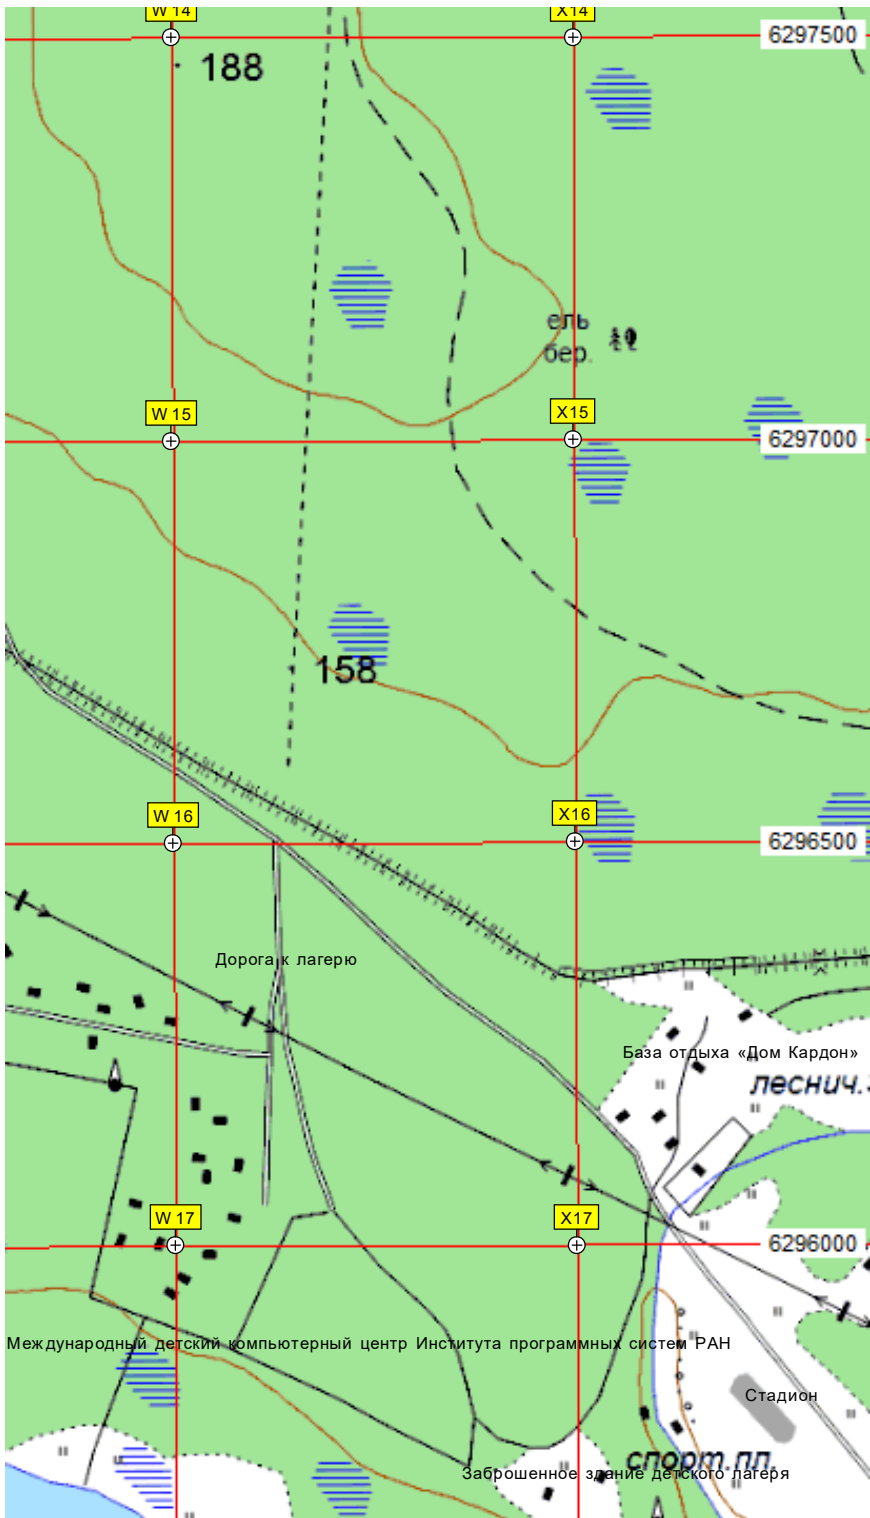 W 14
X14
6297500
188
ель
бер.
W 15
X15
6297000
158
W 16
X16
6296500
Дорога к лагерю
База отдыха «Дом Кардон»
леснич.
W 17
X17
6296000
Международный детский компьютерный центр Института программных систем РАН
Стадион
спорт.пл.
Заброшенное здание детского лагеря